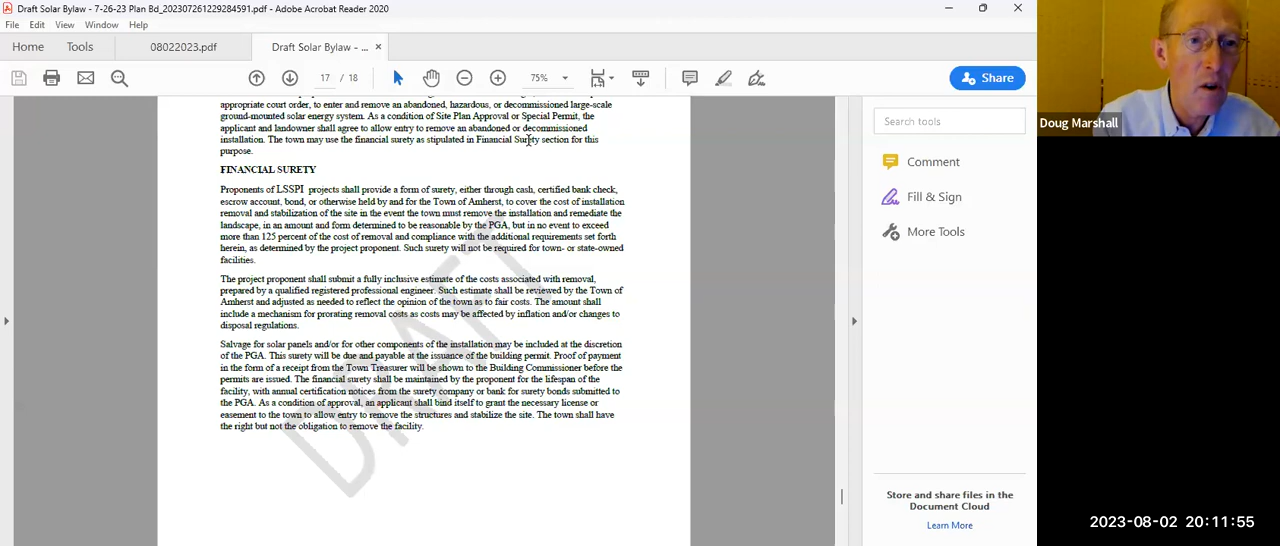 Draft Solar Bylaw - 7-26-23 Plan Bd_202307261229284591.pdf - Adobe Acrobat Reader 2020
File Edit View Window Help
Home Tools 08022023.pdf Draft Solar Bylaw - ... ×
17 / 18 75% Share
Doug Marshall
appropriate court order, to enter and remove an abandoned, hazardous, or decommissioned large-scale
ground-mounted solar energy system. As a condition of Site Plan Approval or Special Permit, the
applicant and landowner shall agree to allow entry to remove an abandoned or decommissioned
installation. The town may use the financial surety as stipulated in Financial Surety section for this
purpose.
FINANCIAL SURETY
Proponents of LSSPI projects shall provide a form of surety, either through cash, certified bank check,
escrow account, bond, or otherwise held by and for the Town of Amherst, to cover the cost of installation
removal and stabilization of the site in the event the town must remove the installation and remediate the
landscape, in an amount and form determined to be reasonable by the PGA, but in no event to exceed
more than 125 percent of the cost of removal and compliance with the additional requirements set forth
herein, as determined by the project proponent. Such surety will not be required for town- or state-owned
facilities.
The project proponent shall submit a fully inclusive estimate of the costs associated with removal,
prepared by a qualified registered professional engineer. Such estimate shall be reviewed by the Town of
Amherst and adjusted as needed to reflect the opinion of the town as to fair costs. The amount shall
include a mechanism for prorating removal costs as costs may be affected by inflation and/or changes to
disposal regulations.
Salvage for solar panels and/or for other components of the installation may be included at the discretion
of the PGA. This surety will be due and payable at the issuance of the building permit. Proof of payment
in the form of a receipt from the Town Treasurer will be shown to the Building Commissioner before the
permits are issued. The financial surety shall be maintained by the proponent for the lifespan of the
facility, with annual certification notices from the surety company or bank for surety bonds submitted to
the PGA. As a condition of approval, an applicant shall bind itself to grant the necessary license or
easement to the town to allow entry to remove the structures and stabilize the site. The town shall have
the right but not the obligation to remove the facility.
DRAFT
Search tools
Comment
Fill & Sign
More Tools
Store and share files in the
Document Cloud
Learn More
2023-08-02 20:11:55